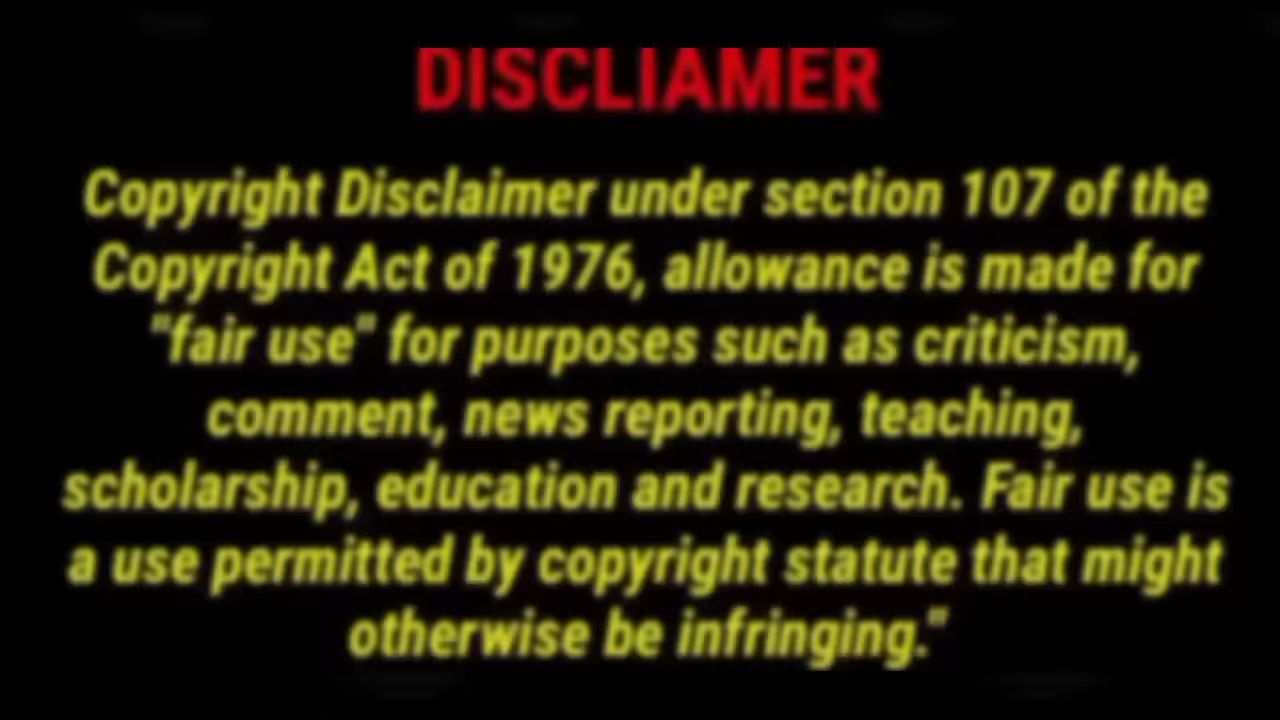 DISCLIAMER
Copyright Disclaimer under section 107 of the
Copyright Act of 1976, allowance is made for
"fair use" for purposes such as criticism,
comment, news reporting, teaching,
scholarship, education and research. Fair use is
a use permitted by copyright statute that might
otherwise be infringing."